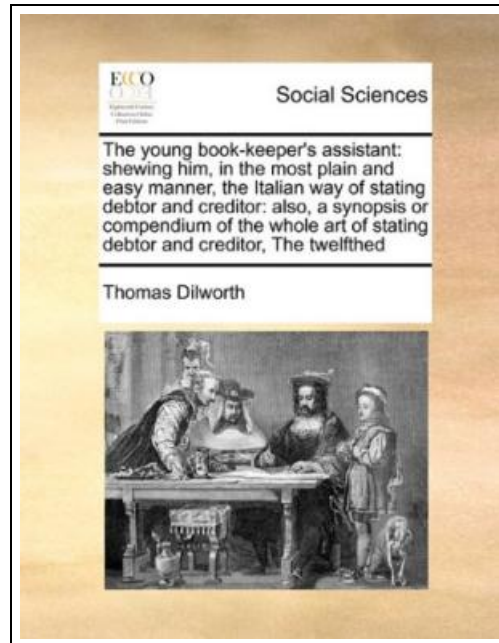 ECCO
Social Sciences
The young book-keeper's assistant:
shewing him, in the most plain and
easy manner, the Italian way of stating
debtor and creditor: also, a synopsis or
compendium of the whole art of stating
debtor and creditor, The twelfthed
Thomas Dilworth